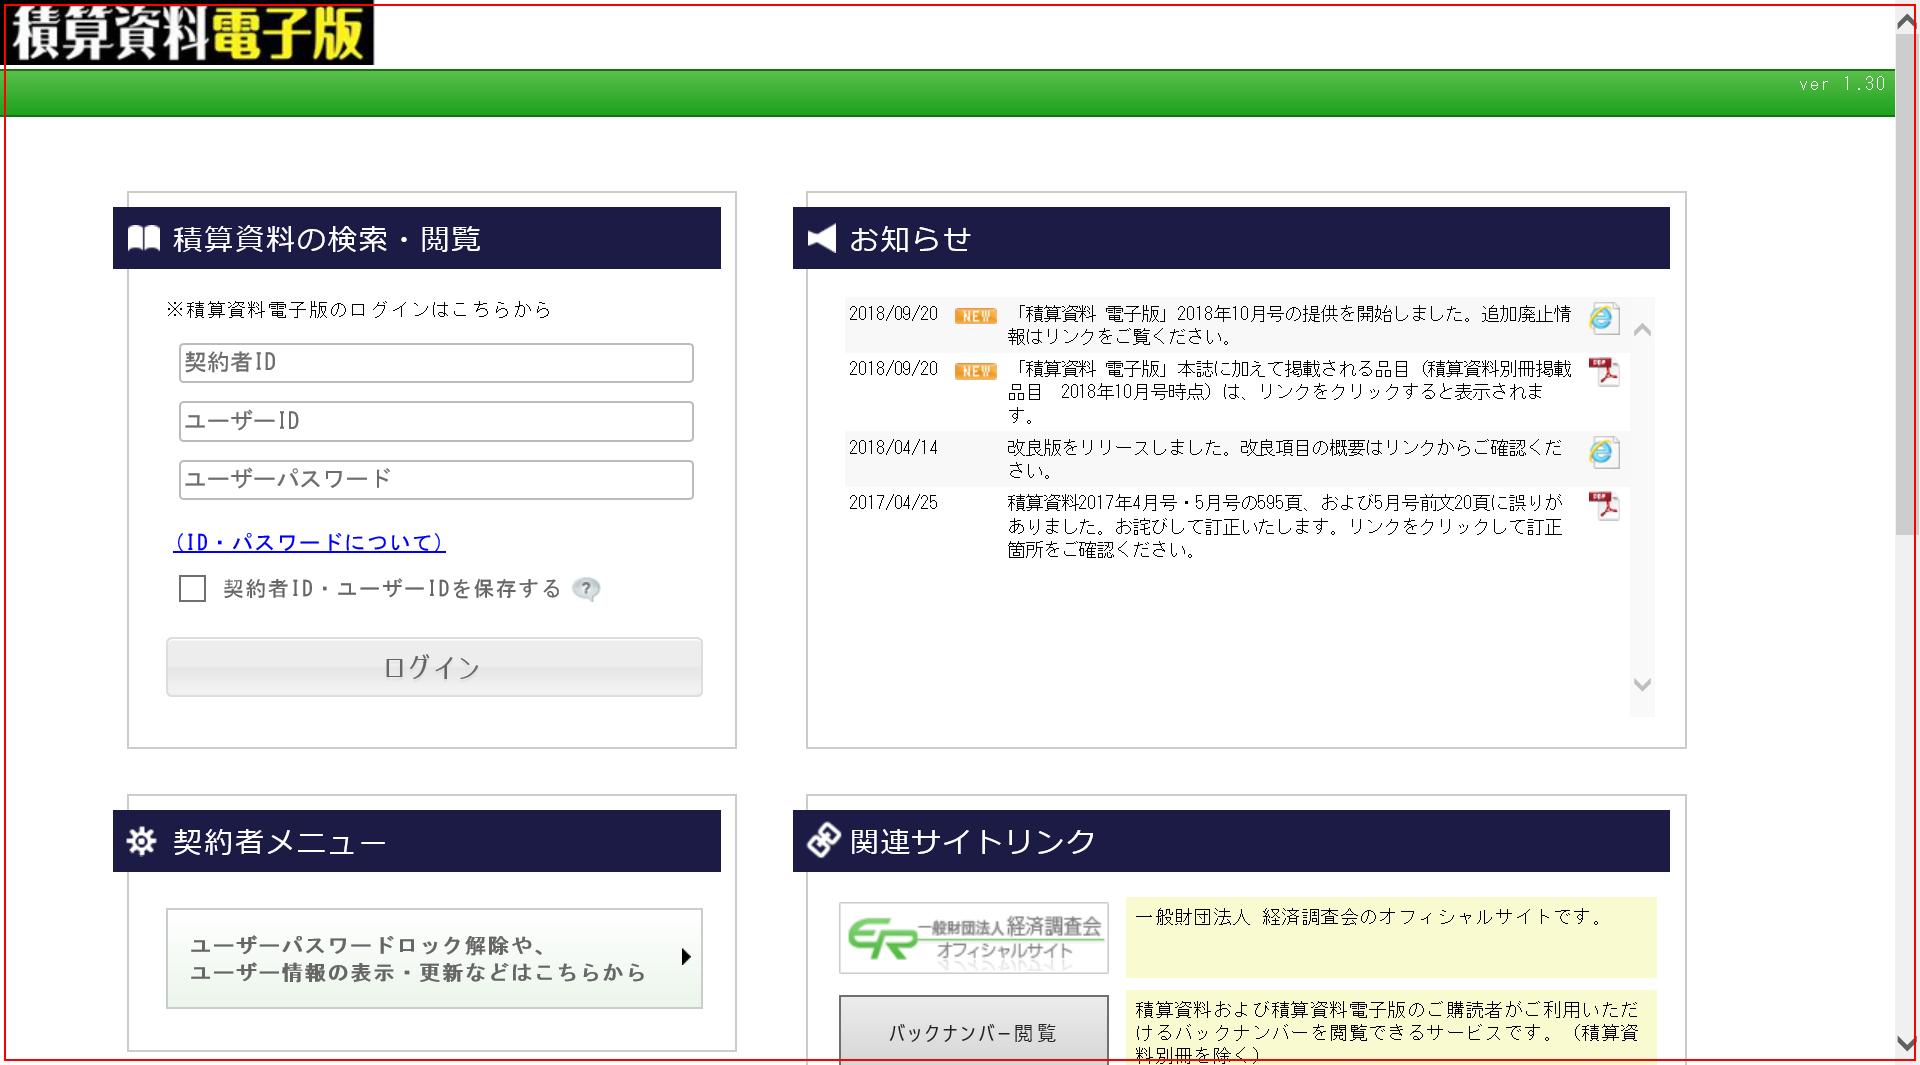 積算資料電子版
ver 1.30
積算資料の検索・閲覧
※積算資料電子版のログインはこちらから
契約者ID
ユーザーID
ユーザーパスワード
(ID・パスワードについて)
契約者ID・ユーザーIDを保存する ?
ログイン
お知らせ
2018/09/20 NEW 「積算資料 電子版」2018年10月号の提供を開始しました。追加廃止情
報はリンクをご覧ください。
2018/09/20 NEW 「積算資料 電子版」本誌に加えて掲載される品目（積算資料別冊掲載
品目　2018年10月号時点）は、リンクをクリックすると表示されま
す。
2018/04/14 改良版をリリースしました。改良項目の概要はリンクからご確認くだ
さい。
2017/04/25 積算資料2017年4月号・5月号の595頁、および5月号前文20頁に誤りが
ありました。お詫びして訂正いたします。リンクをクリックして訂正
箇所をご確認ください。
契約者メニュー
ユーザーパスワードロック解除や、
ユーザー情報の表示・更新などはこちらから
関連サイトリンク
ER 一般財団法人 経済調査会
オフィシャルサイト
一般財団法人 経済調査会のオフィシャルサイトです。
バックナンバー閲覧
積算資料および積算資料電子版のご購読者がご利用いただ
けるバックナンバーを閲覧できるサービスです。（積算資
料別冊を除く）